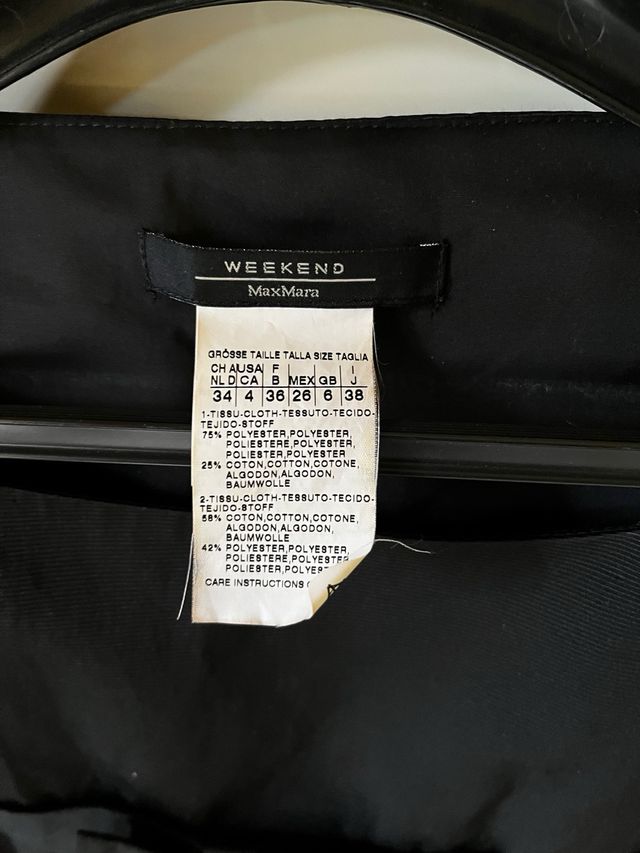 WEEKEND
MaxMara
GRÖSSE TAILLE TALLA SIZE TAGLIA
CH A USA F I
NL D CA B MEX GB J
34 4 36 26 6 38
1-TISSU-CLOTH-TESSUTO-TECIDO-
TEJIDO-STOFF
75% POLYESTER,POLYESTER,
POLIESTERE,POLYESTER,
POLIESTER,POLYESTER
25% COTON,COTTON,COTONE,
ALGODON,ALGODON,
BAUMWOLLE
2-TISSU-CLOTH-TESSUTO-TECIDO-
TEJIDO-STOFF
58% COTON,COTTON,COTONE,
ALGODON,ALGODON,
BAUMWOLLE
42% POLYESTER,POLYESTER,
POLIESTERE,POLYESTER
POLIESTER,POLYEST
CARE INSTRUCTIONS